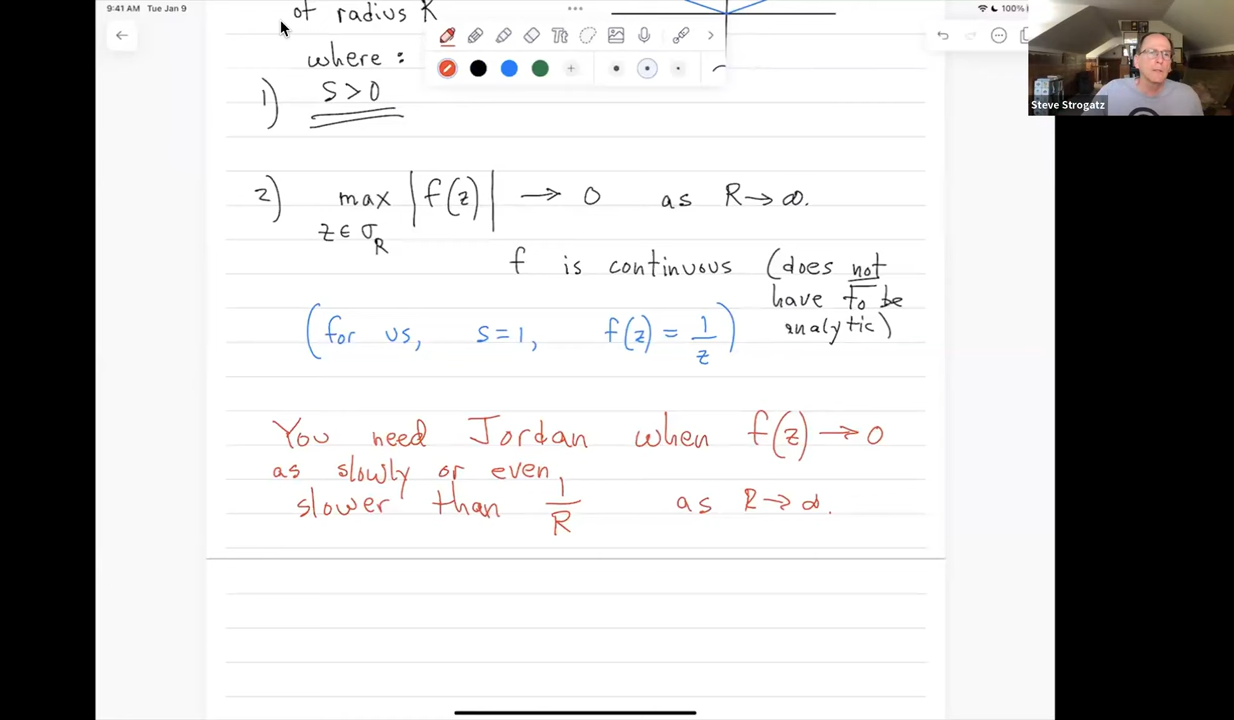 9:41 AM Tue Jan 9
100%
of radius R
where :
1) S > 0
Steve Strogatz
2) max |f(z)| → 0 as R → ∞.
z ∈ σ_R
f is continuous (does not
have to be
analytic)
(for us, s = 1, f(z) = 1/z)
You need Jordan when f(z) → 0
as slowly or even
slower than 1/R as R → ∞.